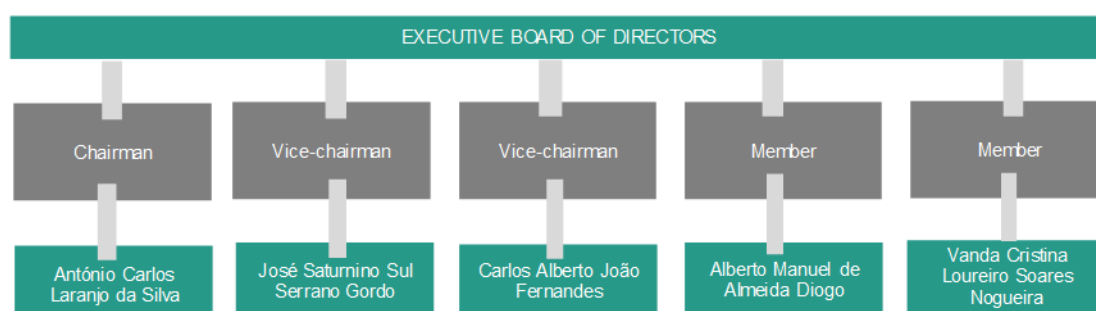 EXECUTIVE BOARD OF DIRECTORS
Chairman
Vice-chairman
Vice-chairman
Member
Member
António Carlos
Laranjo da Silva
José Saturnino Sul
Serrano Gordo
Carlos Alberto João
Fernandes
Alberto Manuel de
Almeida Diogo
Vanda Cristina
Loureiro Soares
Nogueira